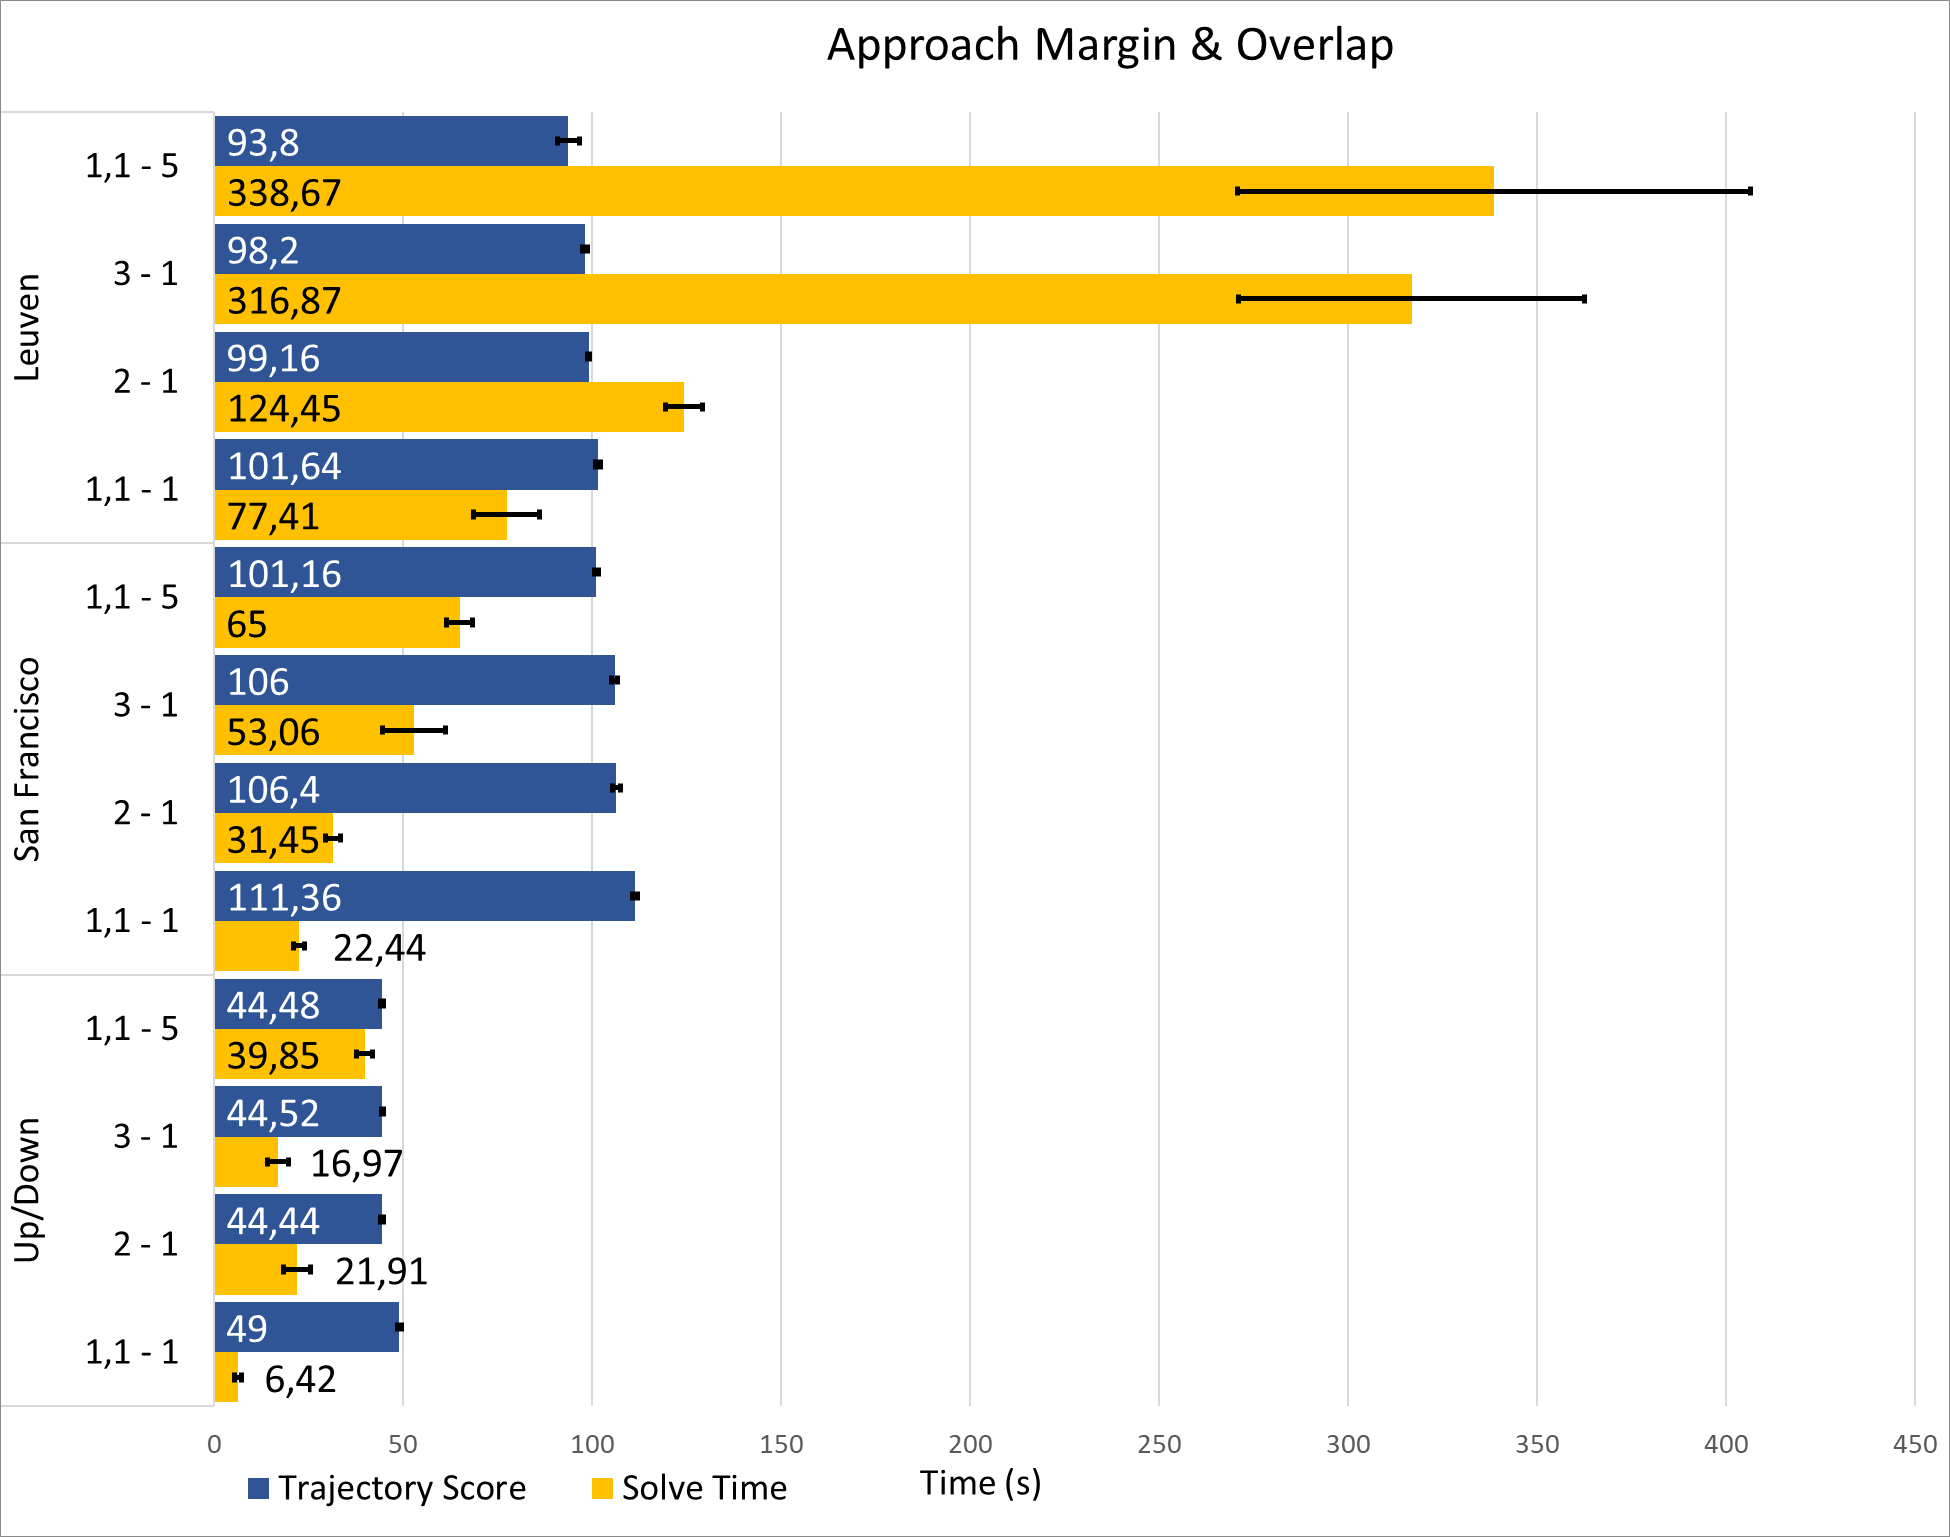 Approach Margin & Overlap
Leuven
1,1 - 5
93,8
338,67
3 - 1
98,2
316,87
2 - 1
99,16
124,45
1,1 - 1
101,64
77,41
San Francisco
1,1 - 5
101,16
65
3 - 1
106
53,06
2 - 1
106,4
31,45
1,1 - 1
111,36
22,44
Up/Down
1,1 - 5
44,48
39,85
3 - 1
44,52
16,97
2 - 1
44,44
21,91
1,1 - 1
49
6,42
0 50 100 150 200 250 300 350 400 450
Time (s)
Trajectory Score
Solve Time